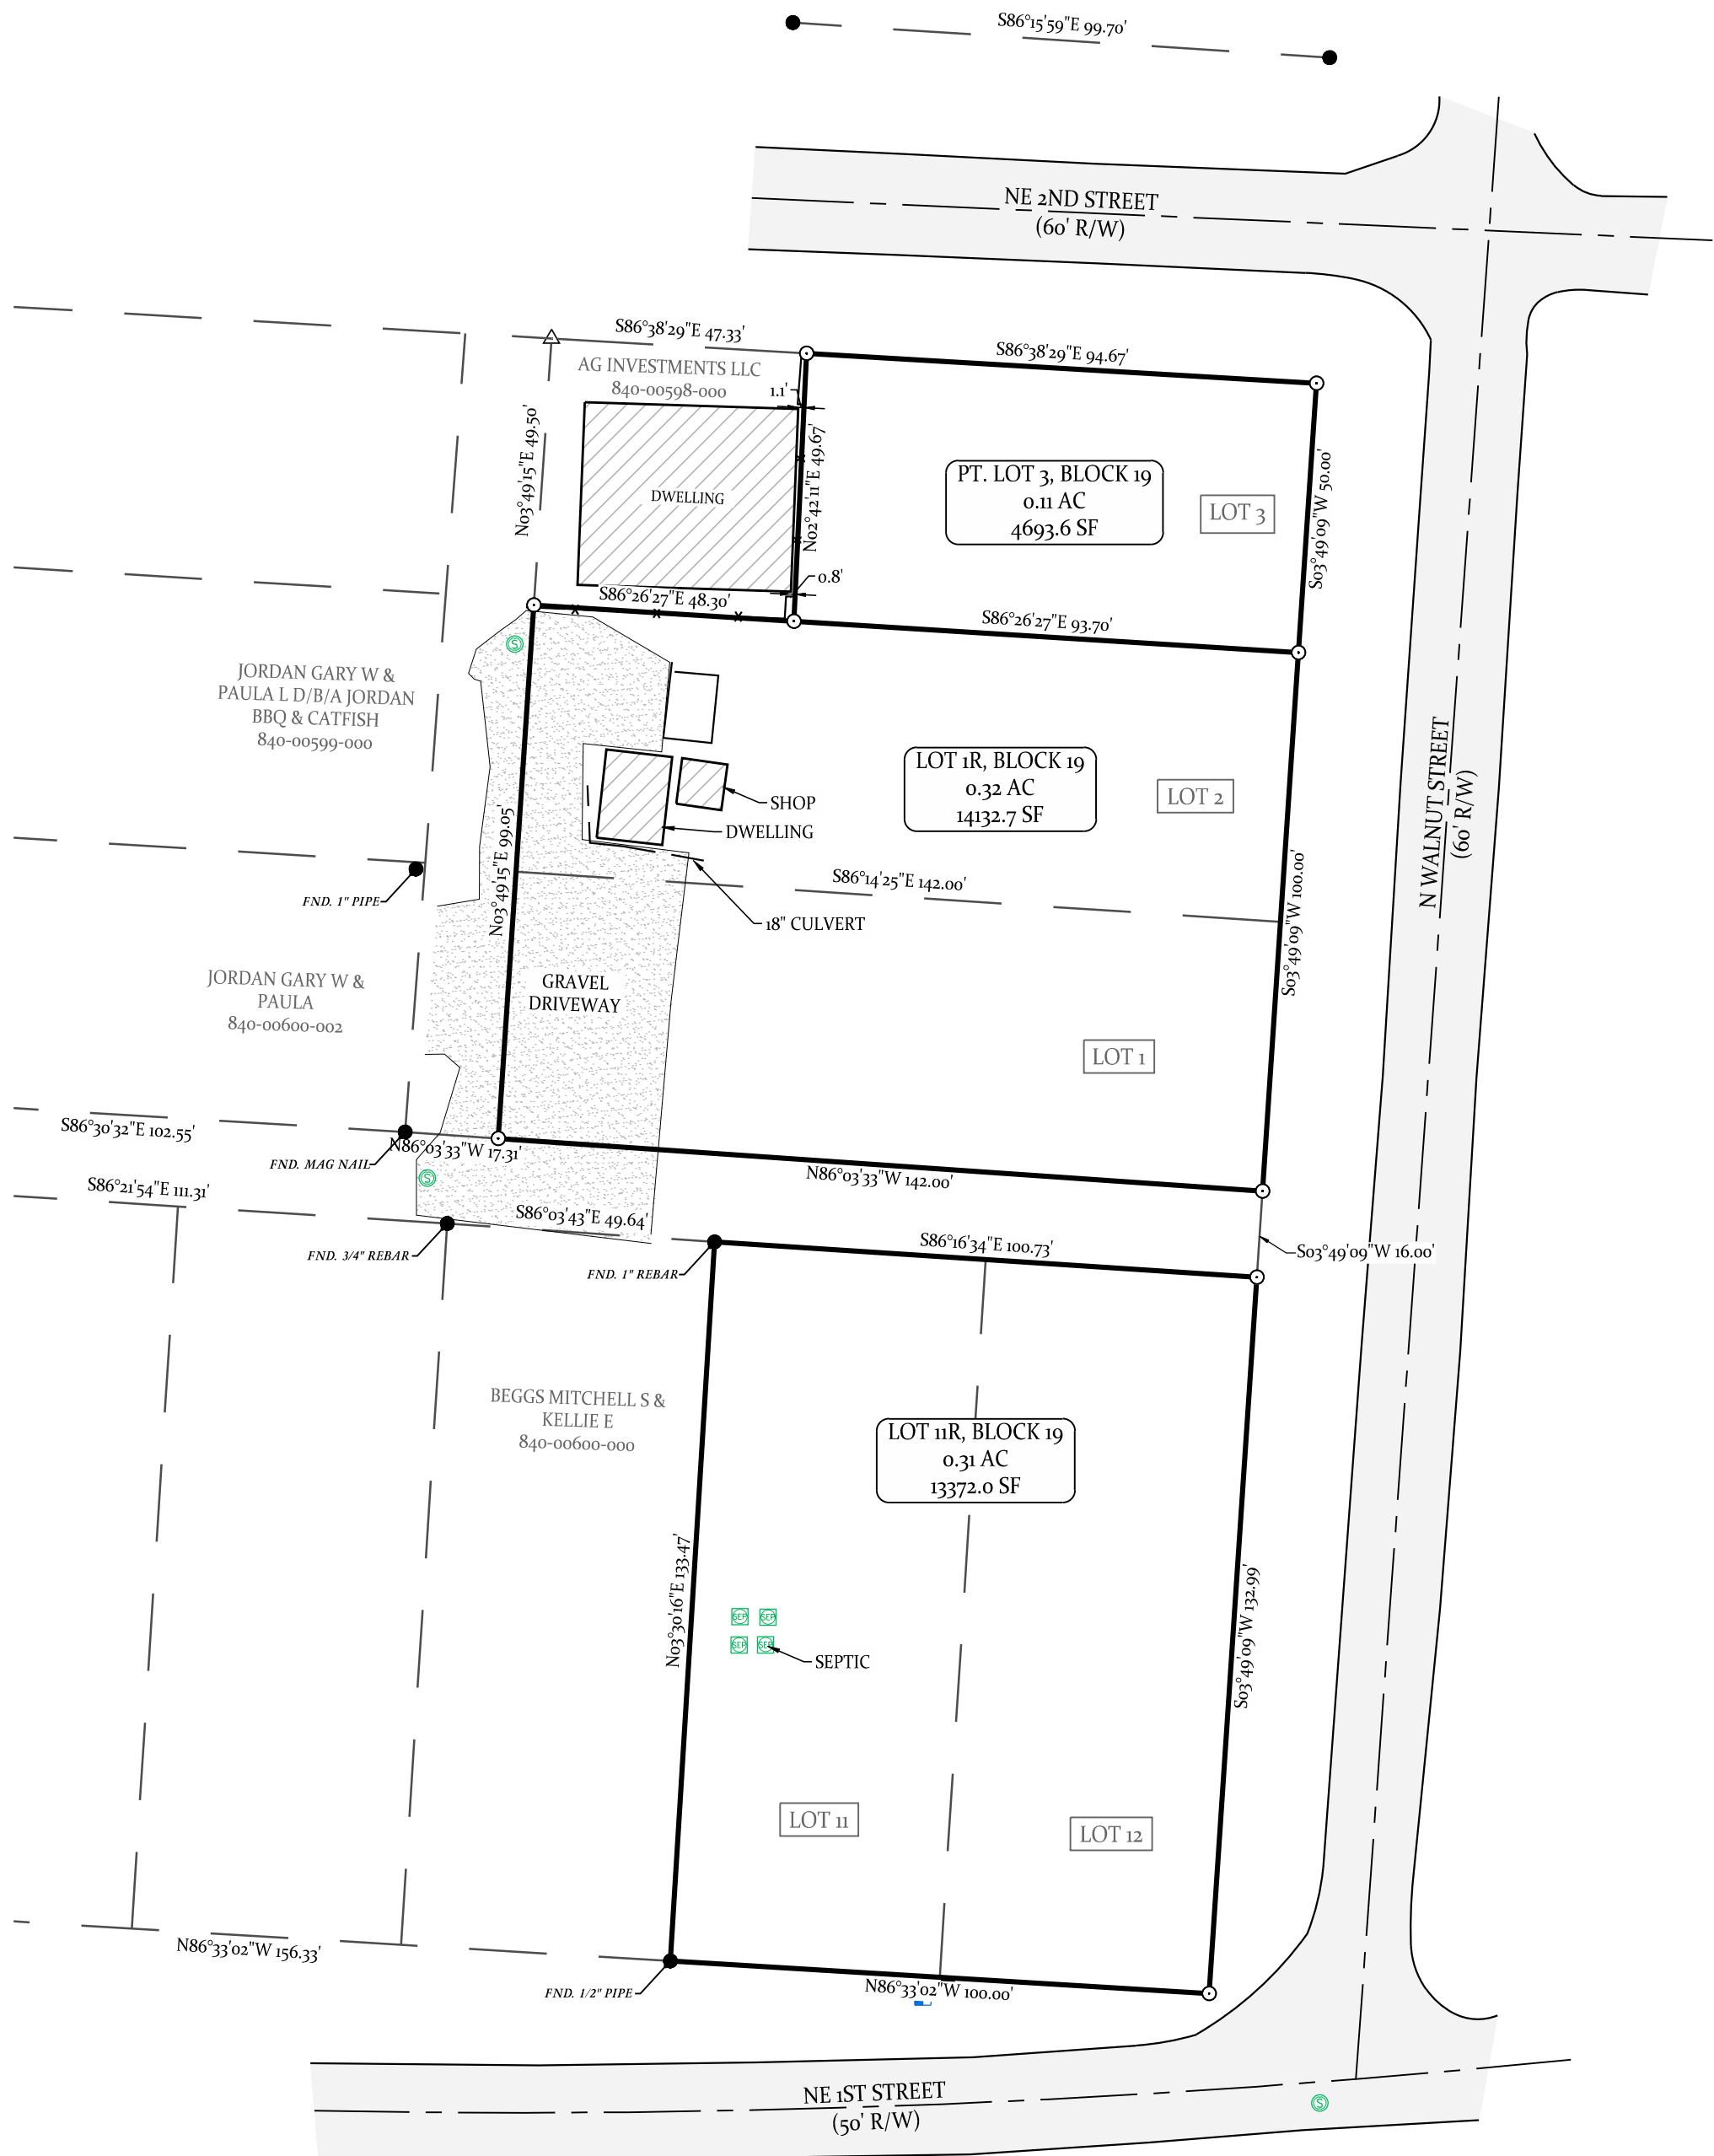 S86°15'59"E 99.70'
NE 2ND STREET
(60' R/W)
S86°38'29"E 47.33'
S86°38'29"E 94.67'
AG INVESTMENTS LLC
840-00598-000
1.1'
N03°49'15"E 49.50'
N02°42'11"E 49.67'
DWELLING
PT. LOT 3, BLOCK 19
0.11 AC
4693.6 SF
LOT 3
S03°49'09"W 50.00'
0.8'
S86°26'27"E 48.30'
S86°26'27"E 93.70'
S
JORDAN GARY W &
PAULA L D/B/A JORDAN
BBQ & CATFISH
840-00599-000
LOT 1R, BLOCK 19
0.32 AC
14132.7 SF
LOT 2
N WALNUT STREET
(60' R/W)
SHOP
DWELLING
N03°49'15"E 99.05'
S86°14'25"E 142.00'
S03°49'09"W 100.00'
FND. 1" PIPE
18" CULVERT
JORDAN GARY W &
PAULA
840-00600-002
GRAVEL
DRIVEWAY
LOT 1
S86°30'32"E 102.55'
N86°03'33"W 17.31'
FND. MAG NAIL
N86°03'33"W 142.00'
S
S86°21'54"E 111.31'
S86°03'43"E 49.64'
S86°16'34"E 100.73'
S03°49'09"W 16.00'
FND. 3/4" REBAR
FND. 1" REBAR
BEGGS MITCHELL S &
KELLIE E
840-00600-000
LOT 11R, BLOCK 19
0.31 AC
13372.0 SF
N03°30'16"E 133.47'
S03°49'09"W 132.99'
SEP SEP
SEP SEP
SEPTIC
LOT 11
LOT 12
N86°33'02"W 156.33'
FND. 1/2" PIPE
N86°33'02"W 100.00'
NE 1ST STREET
(50' R/W)
S